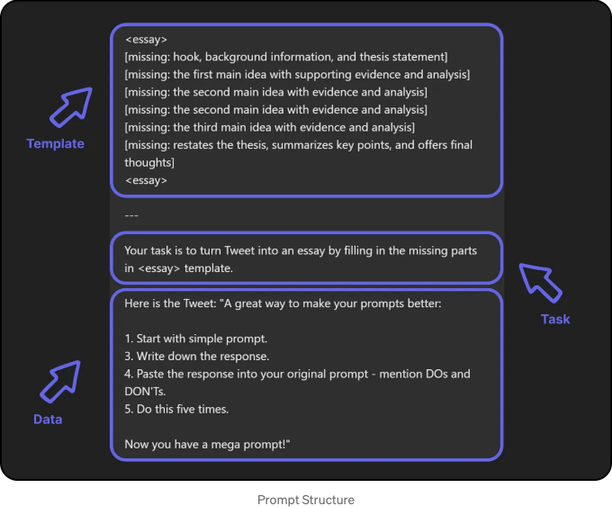 <essay>
[missing: hook, background information, and thesis statement]
[missing: the first main idea with supporting evidence and analysis]
[missing: the second main idea with evidence and analysis]
[missing: the second main idea with evidence and analysis]
[missing: the third main idea with evidence and analysis]
[missing: restates the thesis, summarizes key points, and offers final
thoughts]
<essay>
Template
---
Your task is to turn Tweet into an essay by filling in the missing parts
in <essay> template.
Task
Here is the Tweet: "A great way to make your prompts better:
1. Start with simple prompt.
3. Write down the response.
4. Paste the response into your original prompt - mention DOs and
DON'Ts.
5. Do this five times.
Now you have a mega prompt!"
Data
Prompt Structure